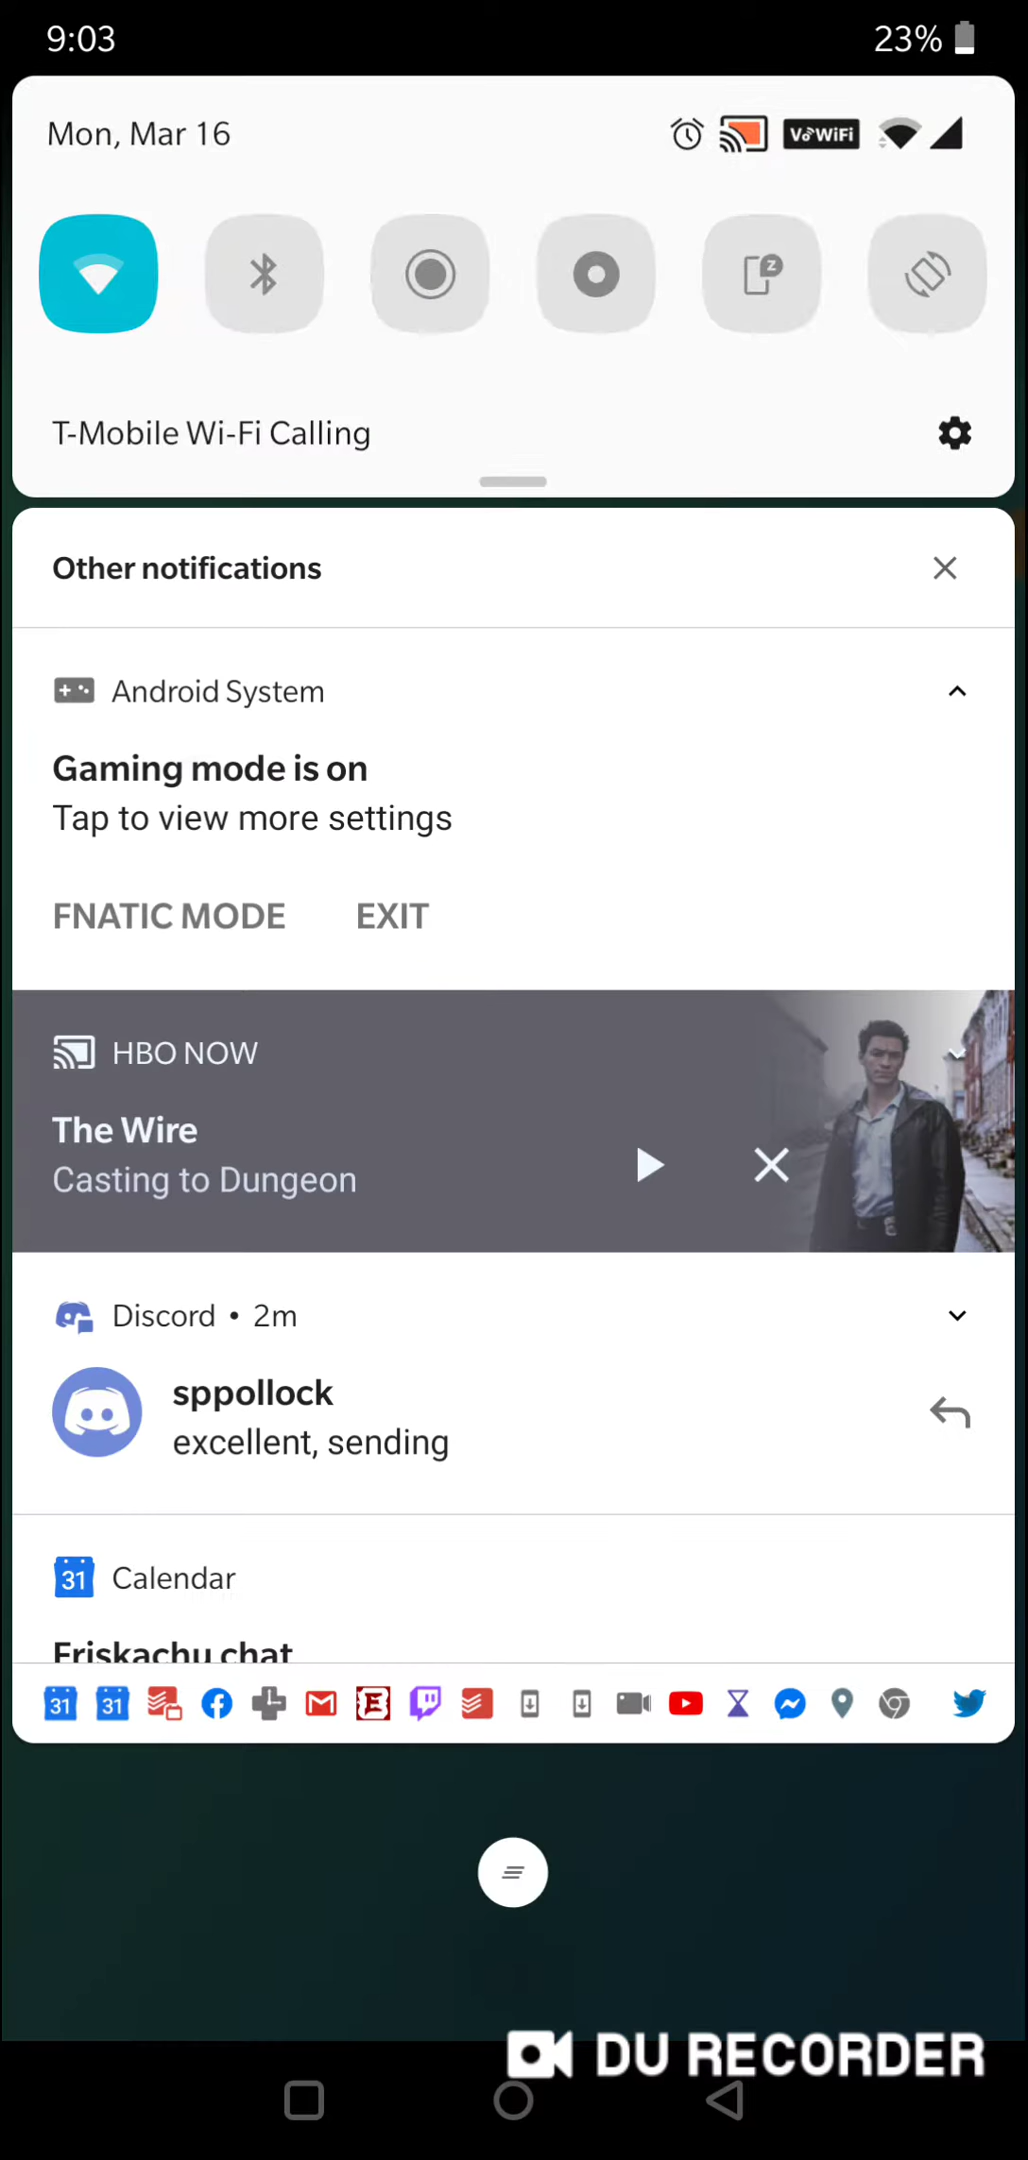 9:03
23%
Mon, Mar 16
VoWiFi
T-Mobile Wi-Fi Calling
Other notifications
Android System
Gaming mode is on
Tap to view more settings
FNATIC MODE EXIT
HBO NOW
The Wire
Casting to Dungeon
Discord • 2m
sppollock
excellent, sending
31 Calendar
Friskachu chat
31 31
DU RECORDER